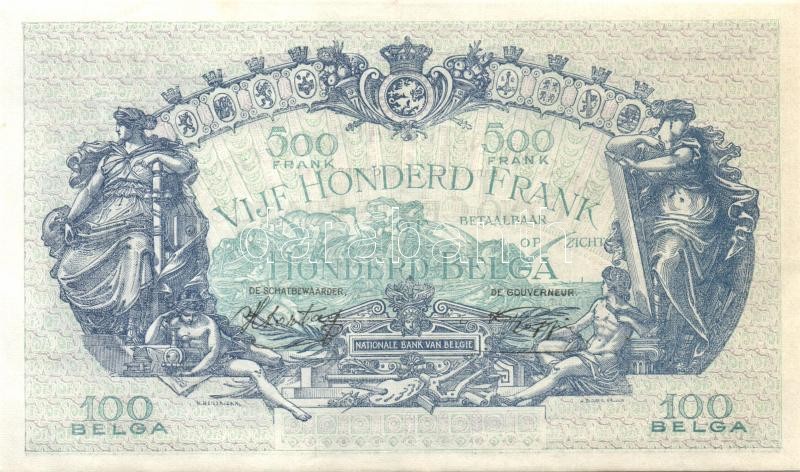 500 500
FRANK FRANK
VIJF HONDERD FRANK
BETAALBAAR
OP ZICHT
HONDERD BELGA
DE SCHATBEWAARDER, DE GOUVERNEUR,
NATIONALE BANK VAN BELGIE
100 100
BELGA BELGA
darabanth